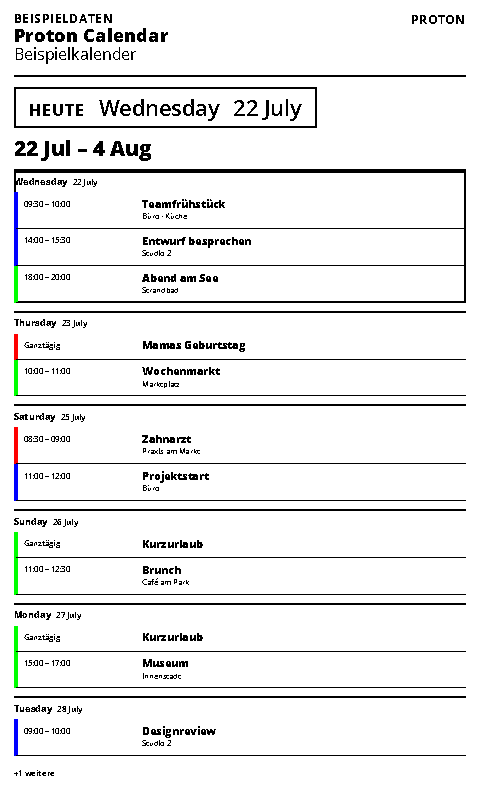 BEISPIELDATEN
PROTON
Proton Calendar
Beispielkalender
HEUTE Wednesday 22 July
22 Jul – 4 Aug
Wednesday 22 July
09:30 – 10:00 Teamfrühstück
Büro · Küche
14:00 – 15:30 Entwurf besprechen
Studio 2
18:00 – 20:00 Abend am See
Strandbad
Thursday 23 July
Ganztägig Mamas Geburtstag
10:00 – 11:00 Wochenmarkt
Marktplatz
Saturday 25 July
08:30 – 09:00 Zahnarzt
Praxis am Markt
11:00 – 12:00 Projektstart
Büro
Sunday 26 July
Ganztägig Kurzurlaub
11:00 – 12:30 Brunch
Café am Park
Monday 27 July
Ganztägig Kurzurlaub
15:00 – 17:00 Museum
Innenstadt
Tuesday 28 July
09:00 – 10:00 Designreview
Studio 2
+1 weitere